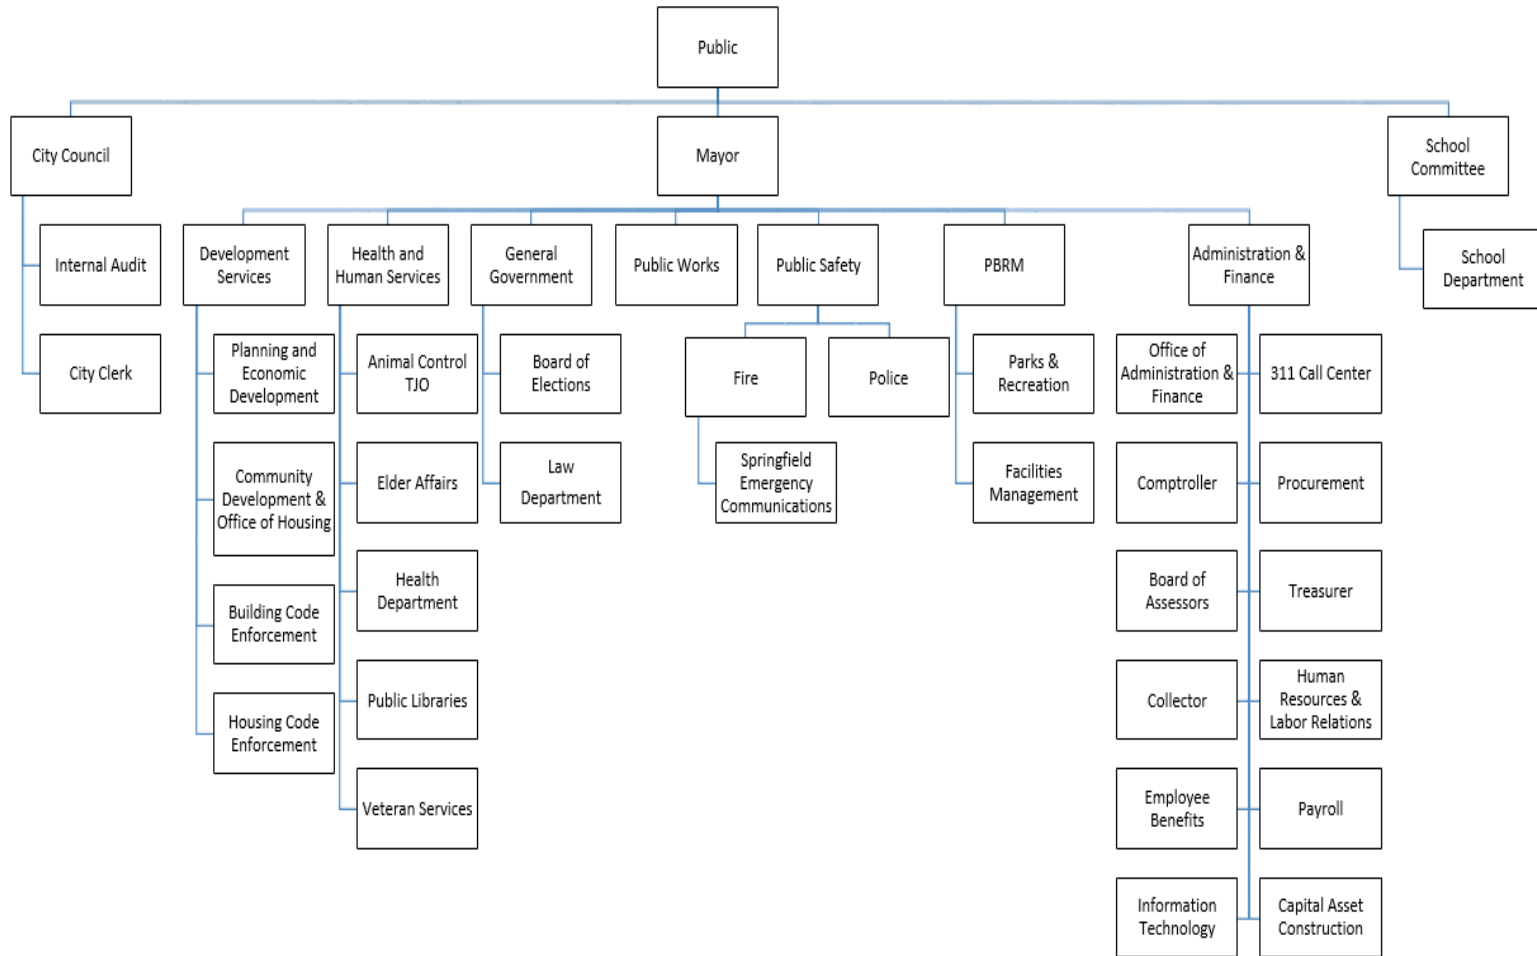 Public
City Council
Mayor
School
Committee
Internal Audit
City Clerk
Development
Services
Planning and
Economic
Development
Community
Development &
Office of Housing
Building Code
Enforcement
Housing Code
Enforcement
Health and
Human Services
Animal Control
TJO
Elder Affairs
Health
Department
Public Libraries
Veteran Services
General
Government
Board of
Elections
Law
Department
Public Works
Public Safety
Fire
Springfield
Emergency
Communications
Police
PBRM
Parks &
Recreation
Facilities
Management
Administration &
Finance
Office of
Administration &
Finance
311 Call Center
Comptroller
Procurement
Board of
Assessors
Treasurer
Collector
Human
Resources &
Labor Relations
Employee
Benefits
Payroll
Information
Technology
Capital Asset
Construction
School
Department